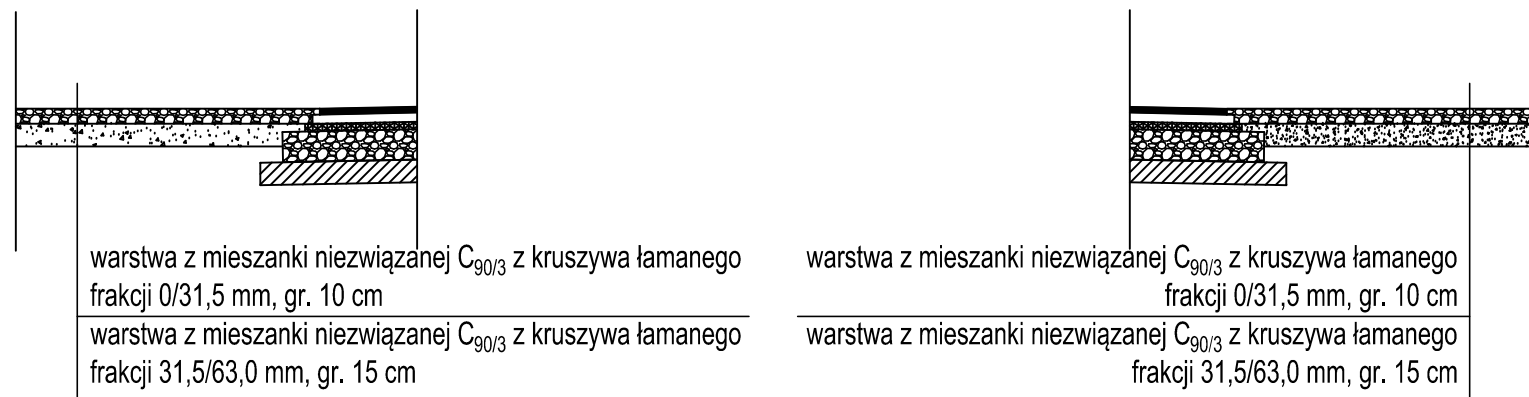 warstwa z mieszanki niezwiązanej C90/3 z kruszywa łamanego
frakcji 0/31,5 mm, gr. 10 cm
warstwa z mieszanki niezwiązanej C90/3 z kruszywa łamanego
frakcji 31,5/63,0 mm, gr. 15 cm
warstwa z mieszanki niezwiązanej C90/3 z kruszywa łamanego
frakcji 0/31,5 mm, gr. 10 cm
warstwa z mieszanki niezwiązanej C90/3 z kruszywa łamanego
frakcji 31,5/63,0 mm, gr. 15 cm